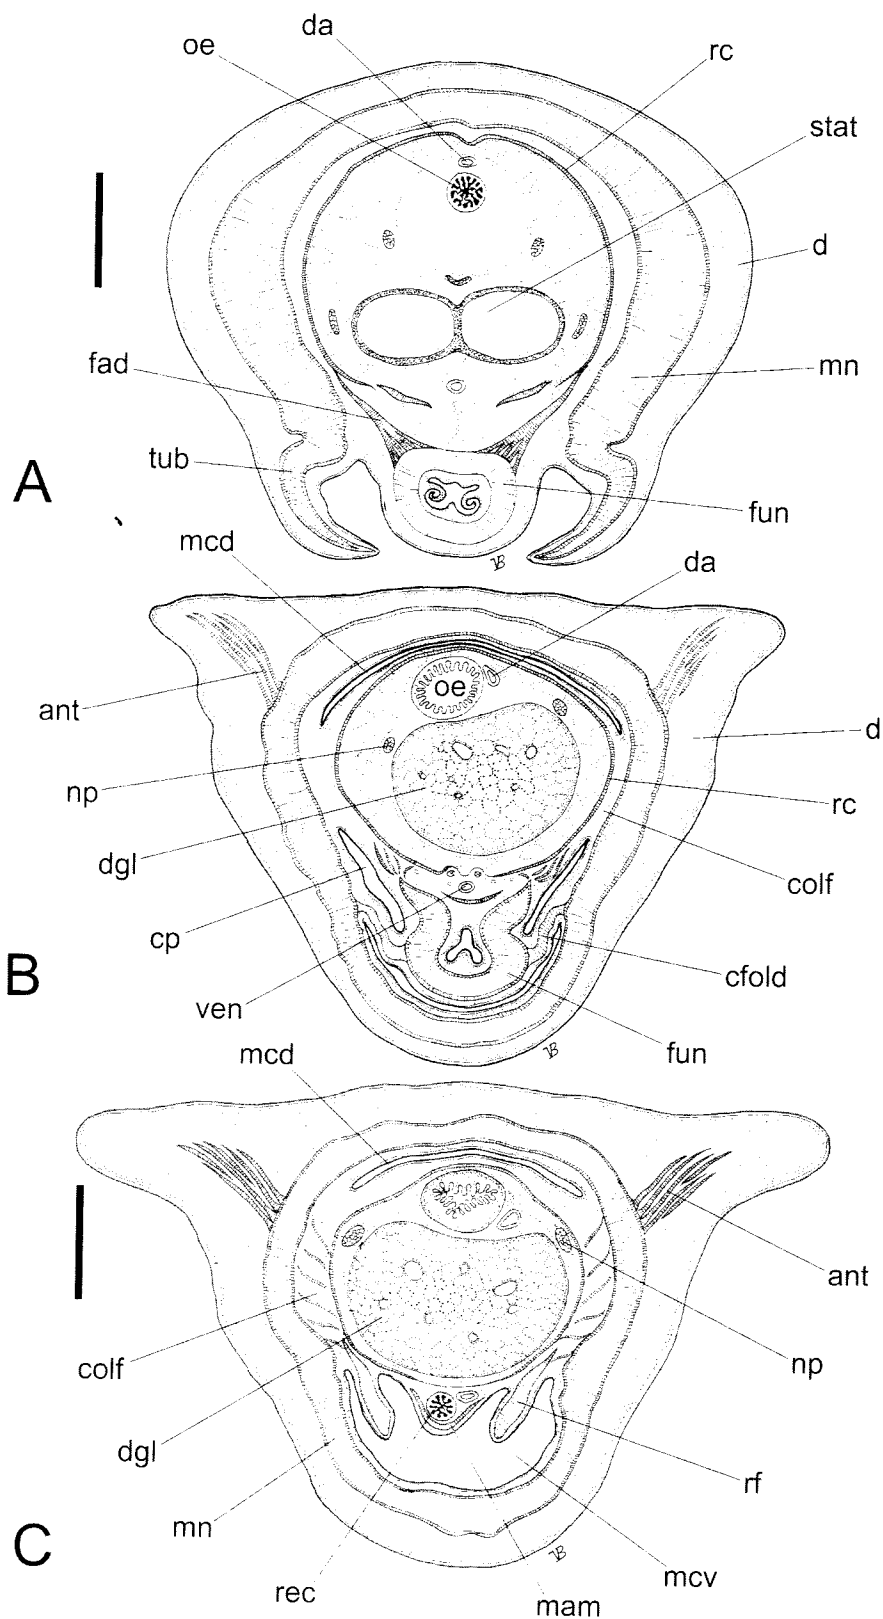 da
oe
rc
stat
d
fad
mn
tub
A
fun
mcd
da
oe
ant
d
np
rc
dgl
colf
cp
B
cfold
ven
fun
mcd
ant
colf
np
dgl
rf
mn
C
mcv
rec
mam